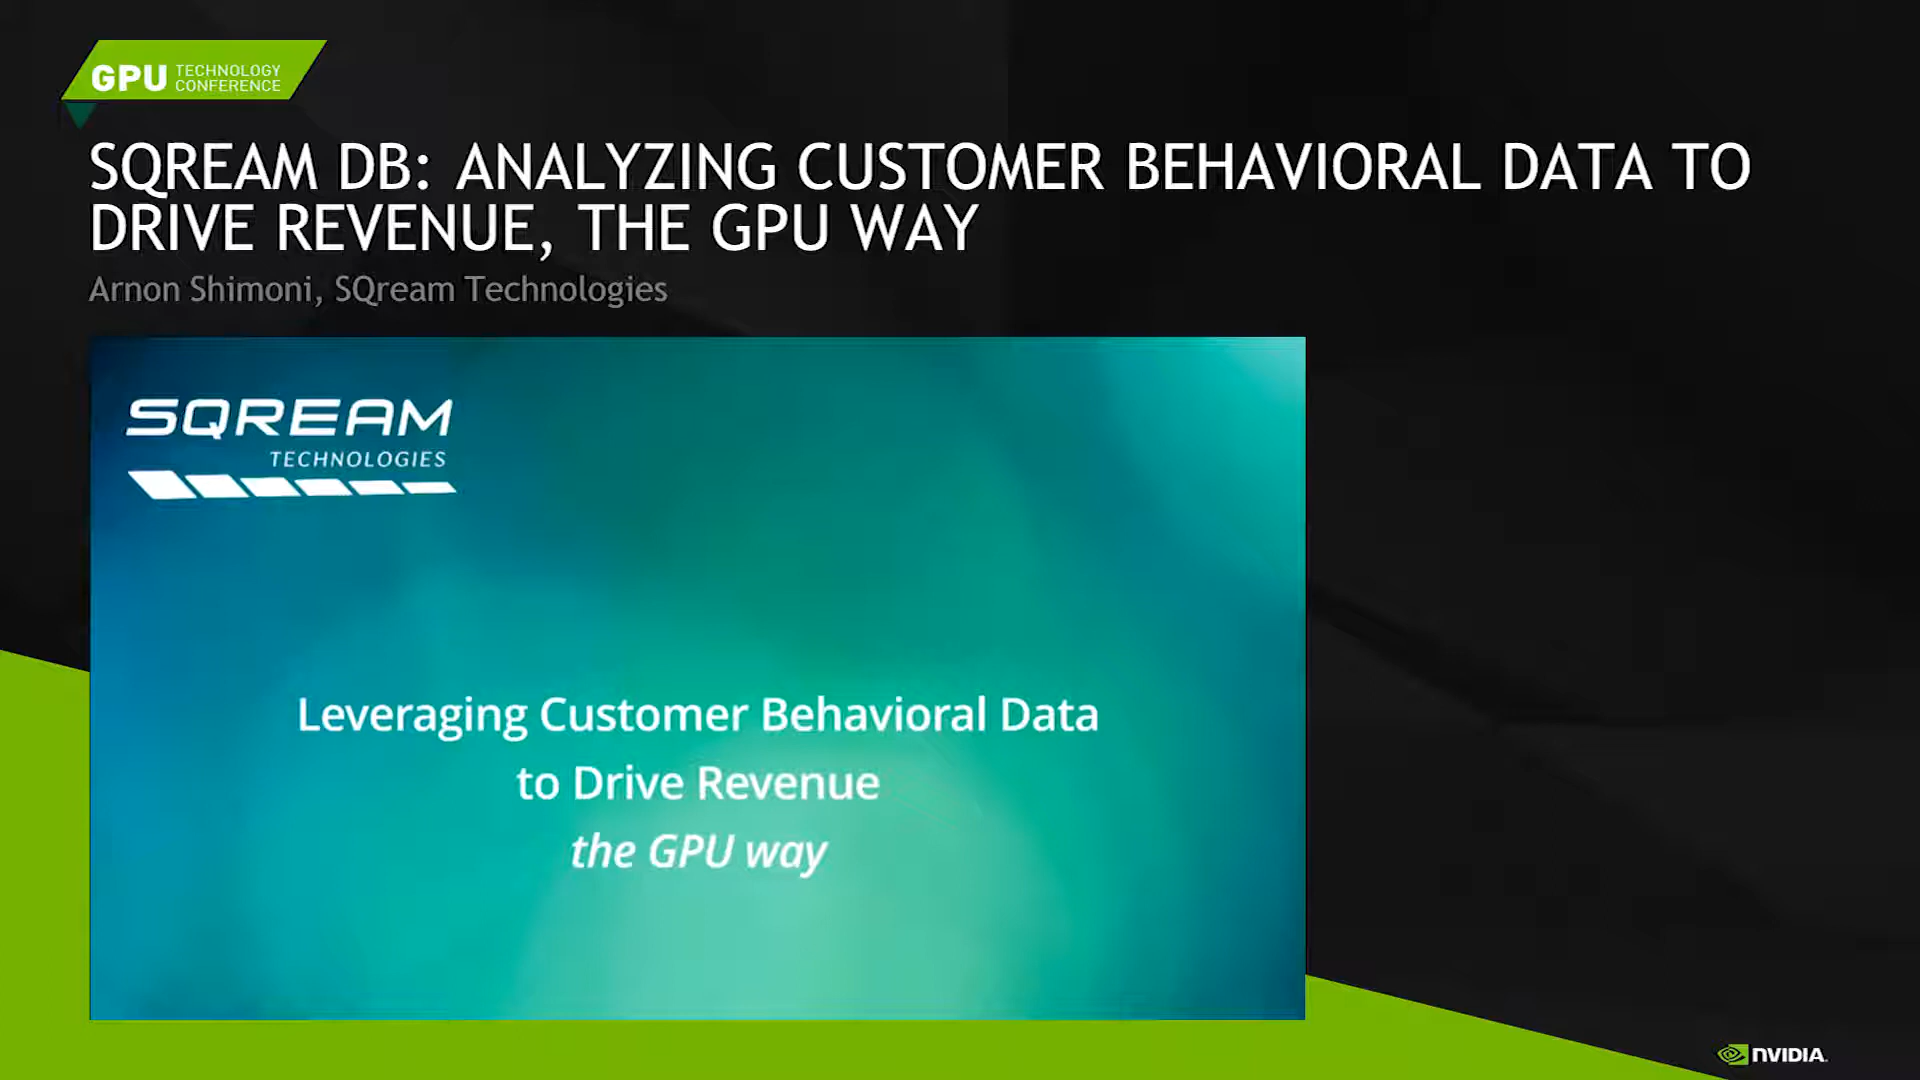 GPU TECHNOLOGY
CONFERENCE
SQREAM DB: ANALYZING CUSTOMER BEHAVIORAL DATA TO
DRIVE REVENUE, THE GPU WAY
Arnon Shimoni, SQream Technologies
SQREAM
TECHNOLOGIES
Leveraging Customer Behavioral Data
to Drive Revenue
the GPU way
NVIDIA.